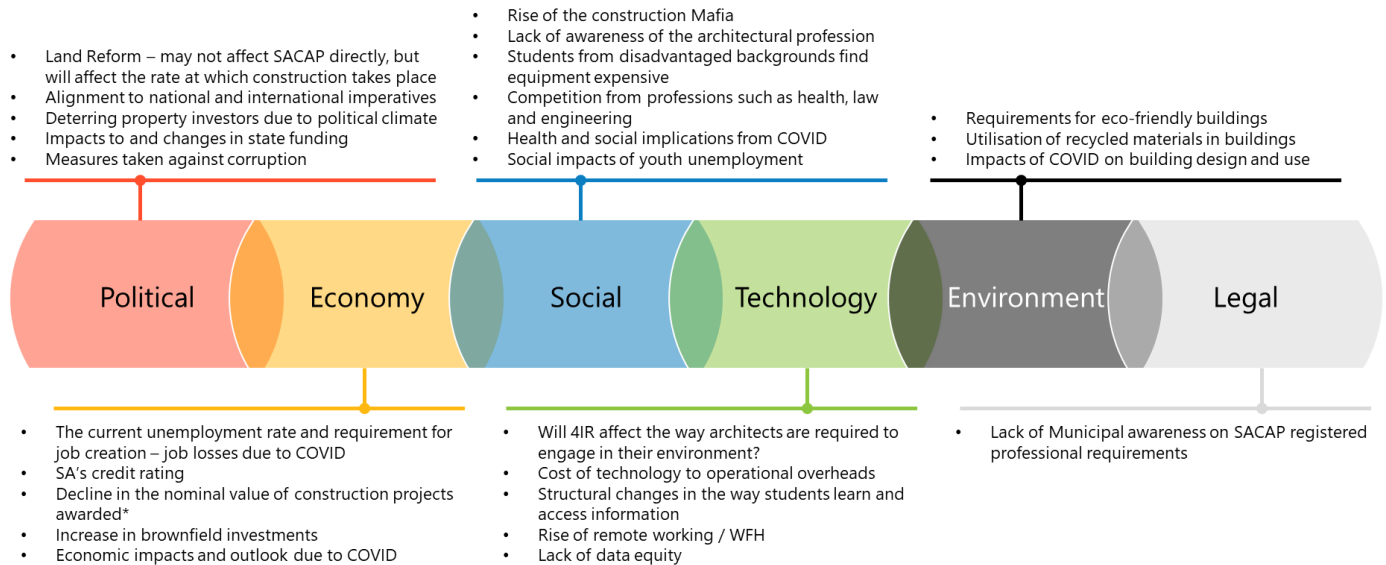 • Land Reform – may not affect SACAP directly, but
will affect the rate at which construction takes place
• Alignment to national and international imperatives
• Deterring property investors due to political climate
• Impacts to and changes in state funding
• Measures taken against corruption
• Rise of the construction Mafia
• Lack of awareness of the architectural profession
• Students from disadvantaged backgrounds find
equipment expensive
• Competition from professions such as health, law
and engineering
• Health and social implications from COVID
• Social impacts of youth unemployment
• Requirements for eco-friendly buildings
• Utilisation of recycled materials in buildings
• Impacts of COVID on building design and use
Political
Economy
Social
Technology
Environment
Legal
• The current unemployment rate and requirement for
job creation – job losses due to COVID
• SA's credit rating
• Decline in the nominal value of construction projects
awarded*
• Increase in brownfield investments
• Economic impacts and outlook due to COVID
• Will 4IR affect the way architects are required to
engage in their environment?
• Cost of technology to operational overheads
• Structural changes in the way students learn and
access information
• Rise of remote working / WFH
• Lack of data equity
• Lack of Municipal awareness on SACAP registered
professional requirements